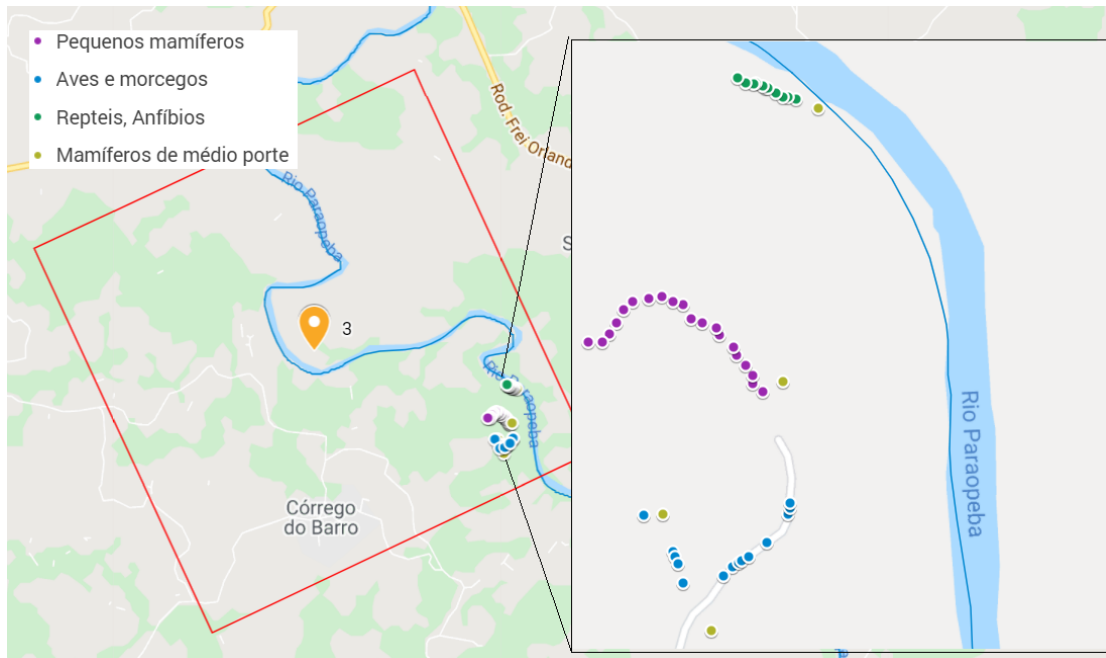 Pequenos mamíferos
Aves e morcegos
Repteis, Anfíbios
Mamíferos de médio porte
Rod. Frei Orland
Rio Paraopeba
S
3
Rio Paraopeba
Córrego
do Barro
Rio Paraopeba